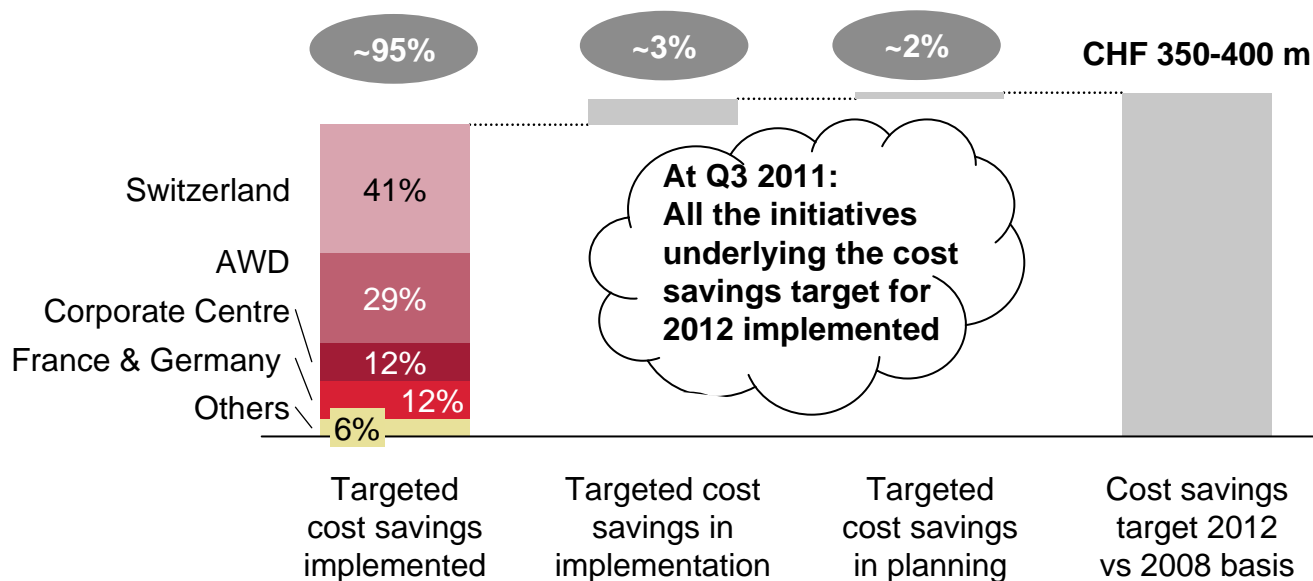 ~95%
~3%
~2%
CHF 350-400 m
Switzerland
41%
AWD
29%
Corporate Centre
12%
France & Germany
12%
Others
6%
At Q3 2011:
All the initiatives
underlying the cost
savings target for
2012 implemented
Targeted
cost savings
implemented
Targeted cost
savings in
implementation
Targeted
cost savings
in planning
Cost savings
target 2012
vs 2008 basis